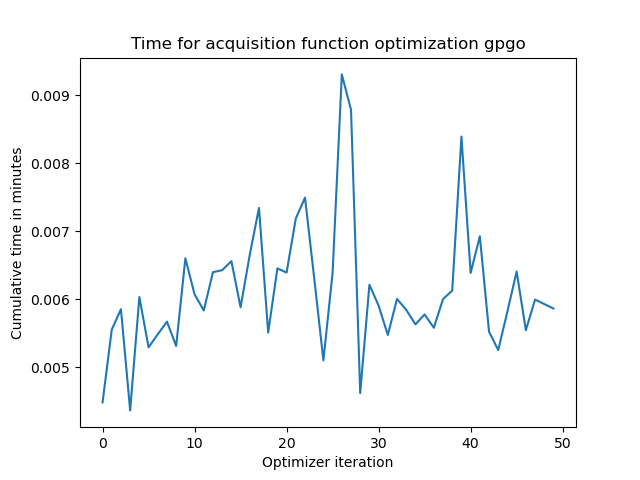 Time for acquisition function optimization gpgo
0.009
0.008
0.007
0.006
0.005
Cumulative time in minutes
0 10 20 30 40 50
Optimizer iteration